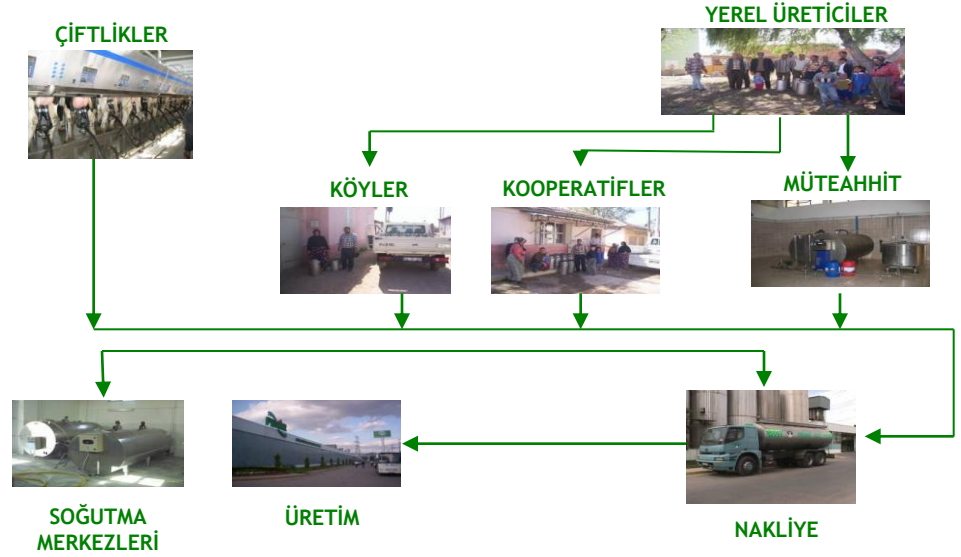 YEREL ÜRETİCİLER
ÇİFTLİKLER
KÖYLER
KOOPERATİFLER
MÜTEAHHİT
SOĞUTMA
MERKEZLERİ
ÜRETİM
NAKLİYE